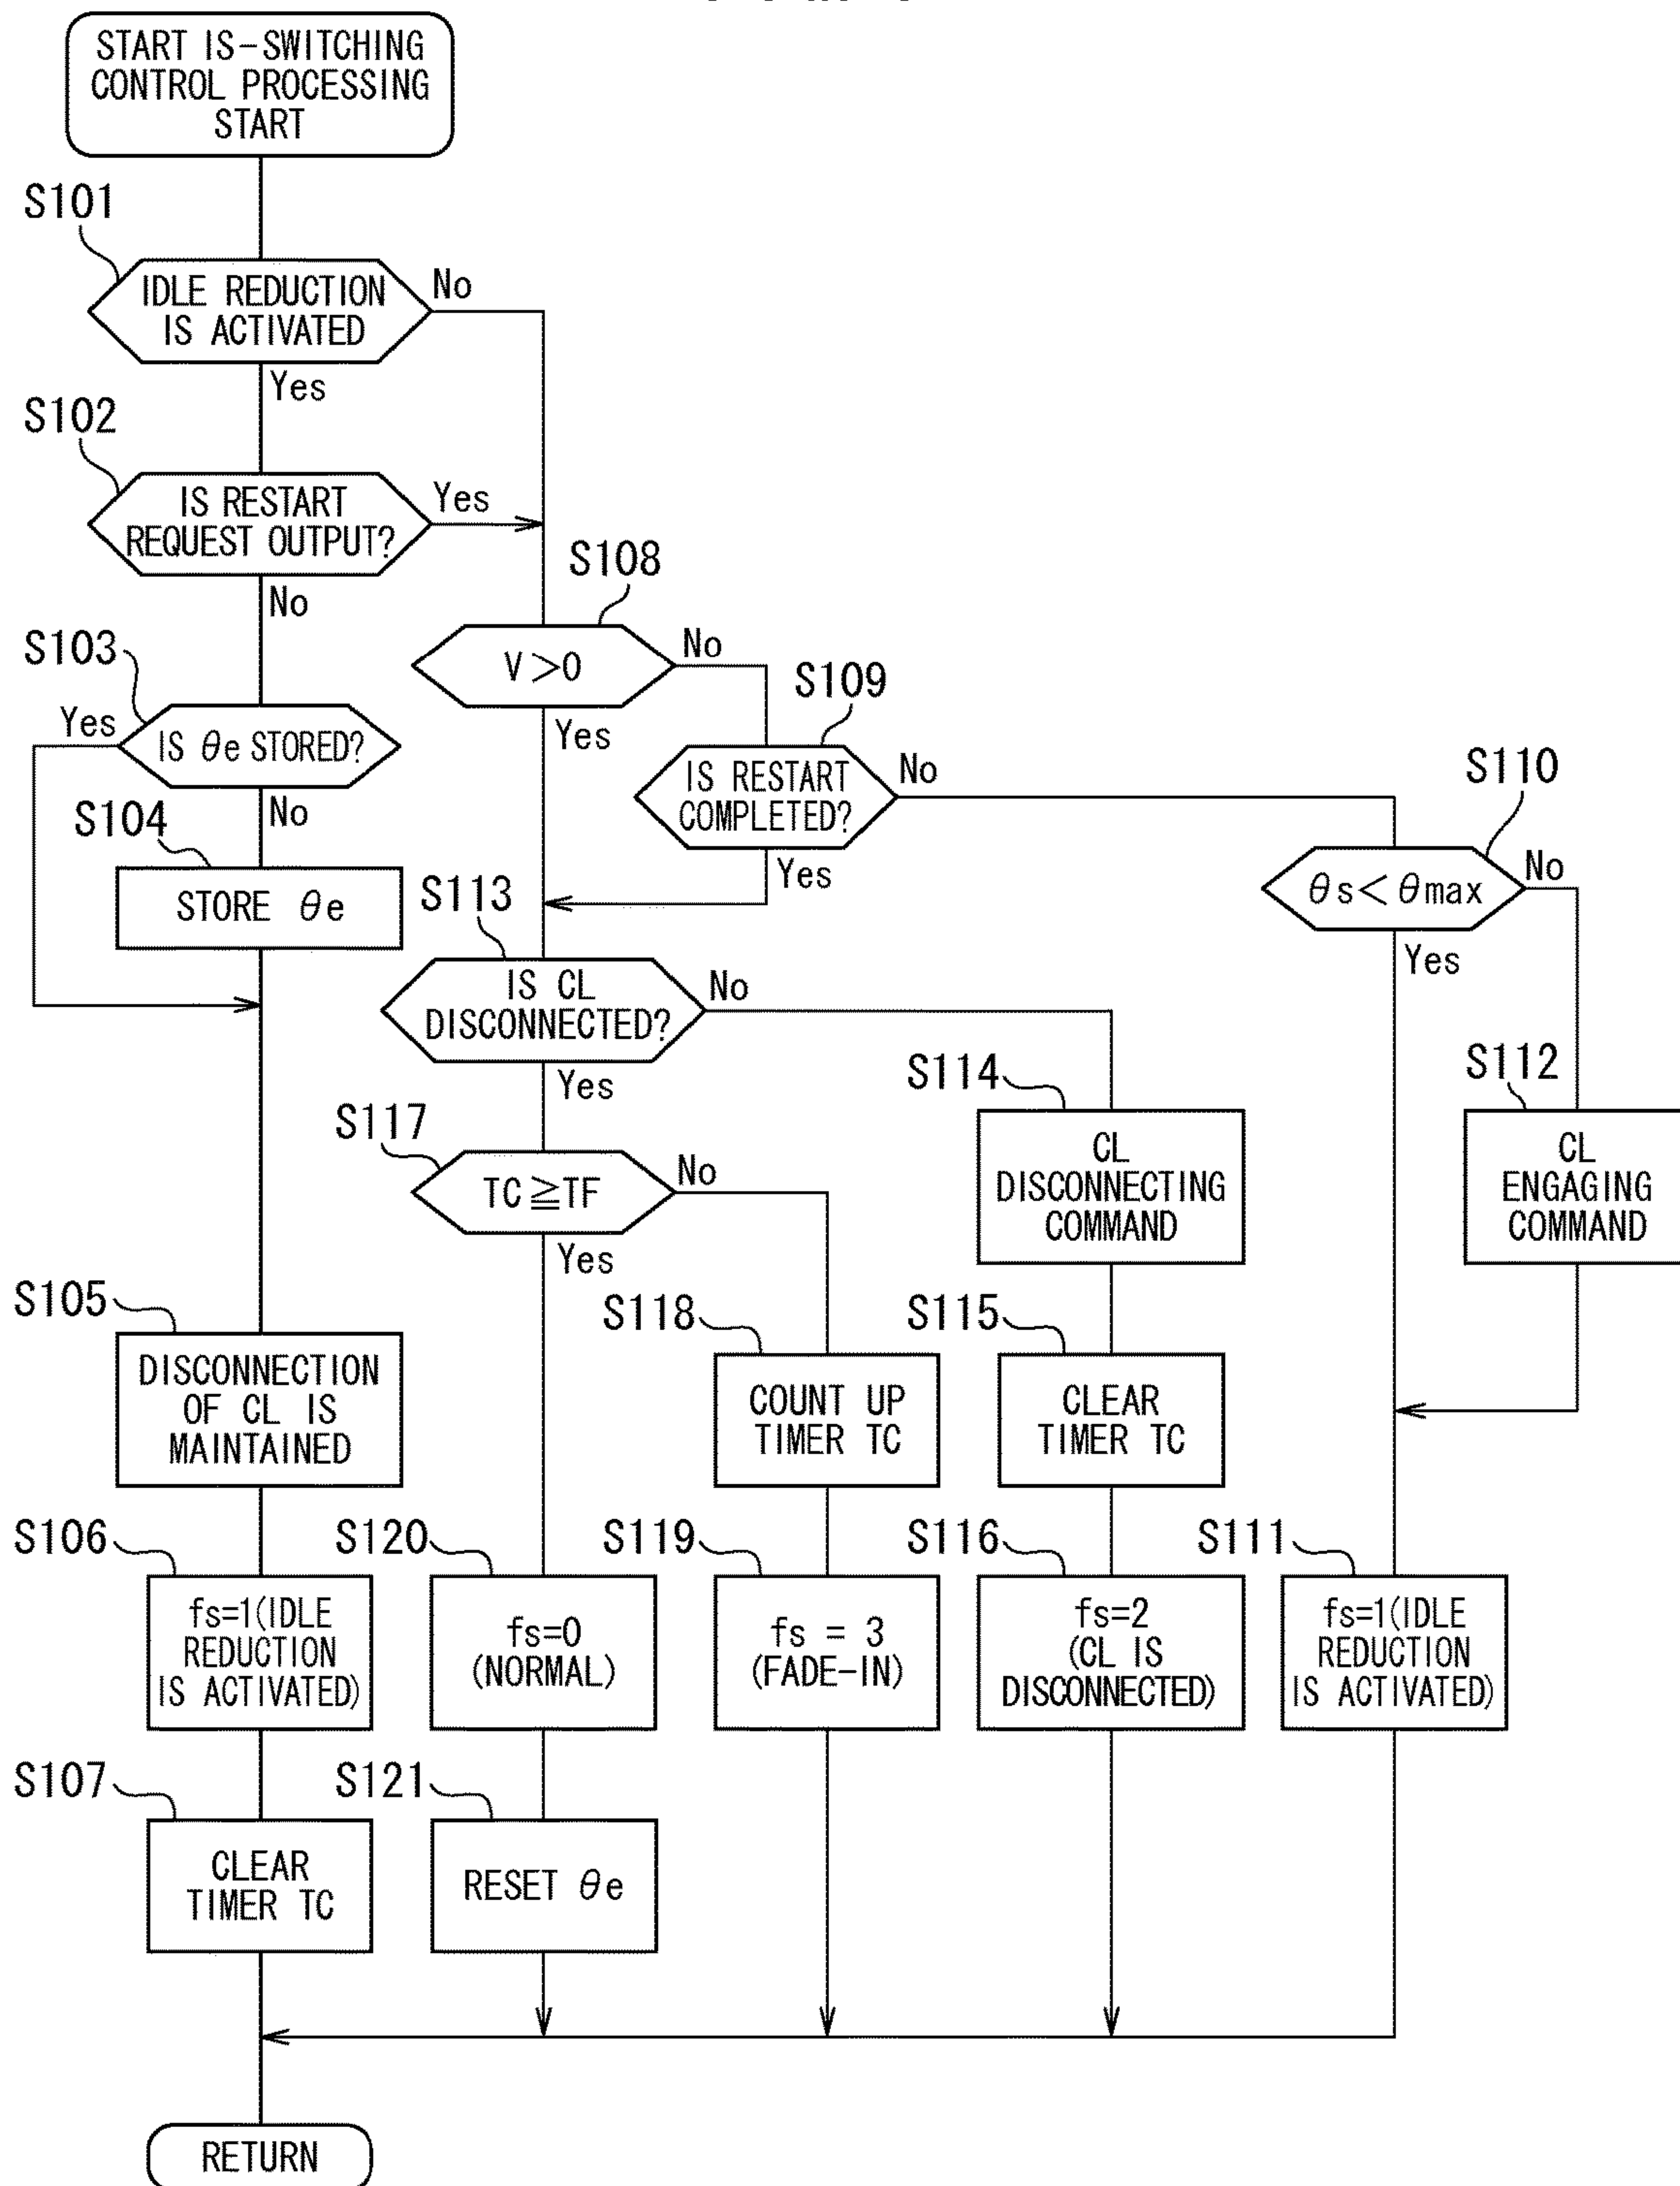 START IS-SWITCHING
CONTROL PROCESSING
START
S101
IDLE REDUCTION
IS ACTIVATED
No
Yes
S102
IS RESTART
REQUEST OUTPUT?
Yes
No
S108
V>0
No
Yes
S103
Yes
IS θe STORED?
No
S109
IS RESTART
COMPLETED?
No
Yes
S110
θs<θmax
No
Yes
S104
STORE θe
S113
IS CL
DISCONNECTED?
No
Yes
S114
CL
DISCONNECTING
COMMAND
S112
CL
ENGAGING
COMMAND
S117
TC≧TF
No
Yes
S105
DISCONNECTION
OF CL IS
MAINTAINED
S118
COUNT UP
TIMER TC
S115
CLEAR
TIMER TC
S106
fs=1(IDLE
REDUCTION
IS ACTIVATED)
S120
fs=0
(NORMAL)
S119
fs = 3
(FADE-IN)
S116
fs=2
(CL IS
DISCONNECTED)
S111
fs=1(IDLE
REDUCTION
IS ACTIVATED)
S107
CLEAR
TIMER TC
S121
RESET θe
RETURN